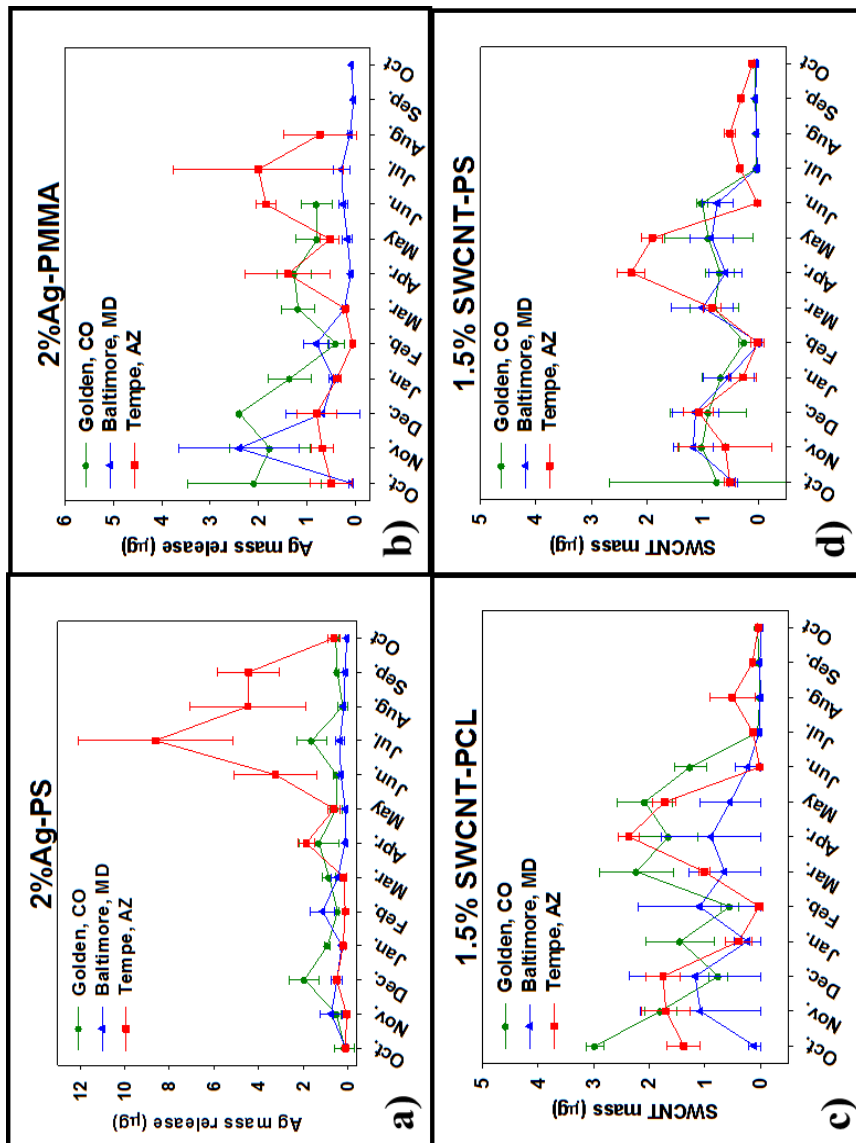 2%Ag-PS
Golden, CO
Baltimore, MD
Tempe, AZ
Ag mass release (µg)
12
10
8
6
4
2
0
Oct. Nov. Dec. Jan. Feb. Mar. Apr. May Jun. Jul. Aug. Sep. Oct
a)
2%Ag-PMMA
Golden, CO
Baltimore, MD
Tempe, AZ
Ag mass release (µg)
6
5
4
3
2
1
0
Oct. Nov. Dec. Jan. Feb. Mar. Apr. May Jun. Jul. Aug. Sep. Oct
b)
1.5% SWCNT-PCL
Golden, CO
Baltimore, MD
Tempe, AZ
SWCNT mass (µg)
5
4
3
2
1
0
Oct. Nov. Dec. Jan. Feb. Mar. Apr. May Jun. Jul. Aug. Sep. Oct
c)
1.5% SWCNT-PS
Golden, CO
Baltimore, MD
Tempe, AZ
SWCNT mass (µg)
5
4
3
2
1
0
Oct. Nov. Dec. Jan. Feb. Mar. Apr. May Jun. Jul. Aug. Sep. Oct
d)